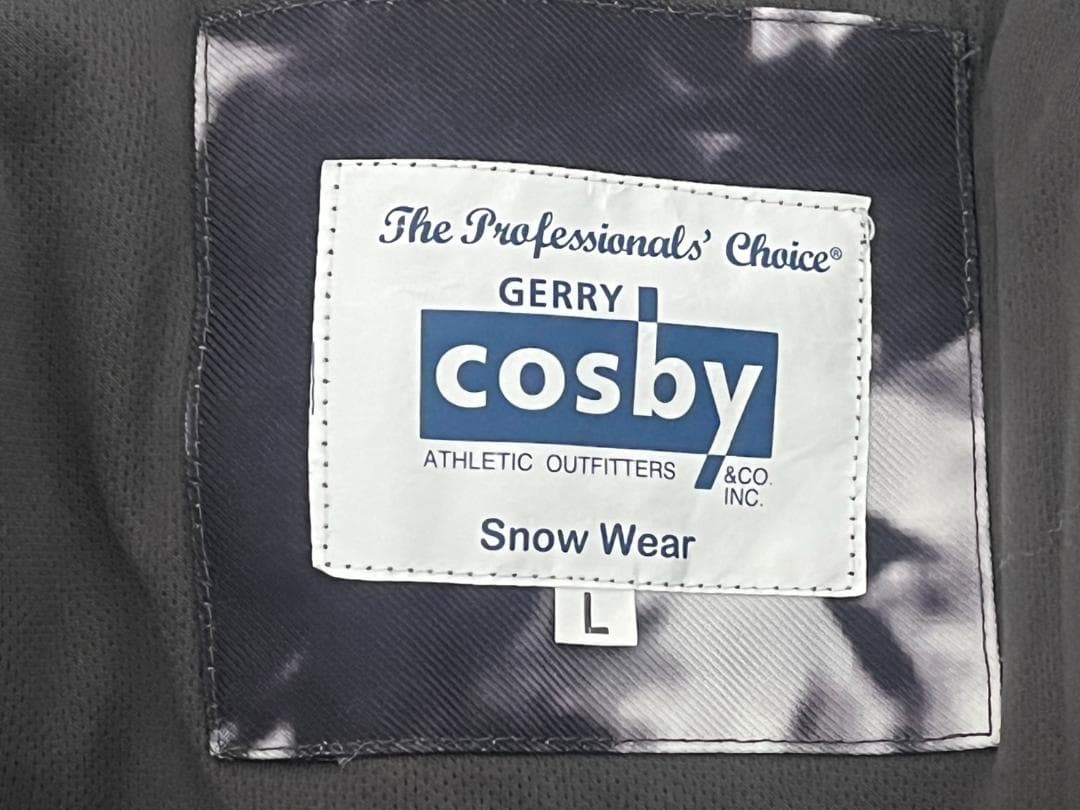 The Professionals' Choice®
GERRY
cosby
ATHLETIC OUTFITTERS &CO. INC.
Snow Wear
L